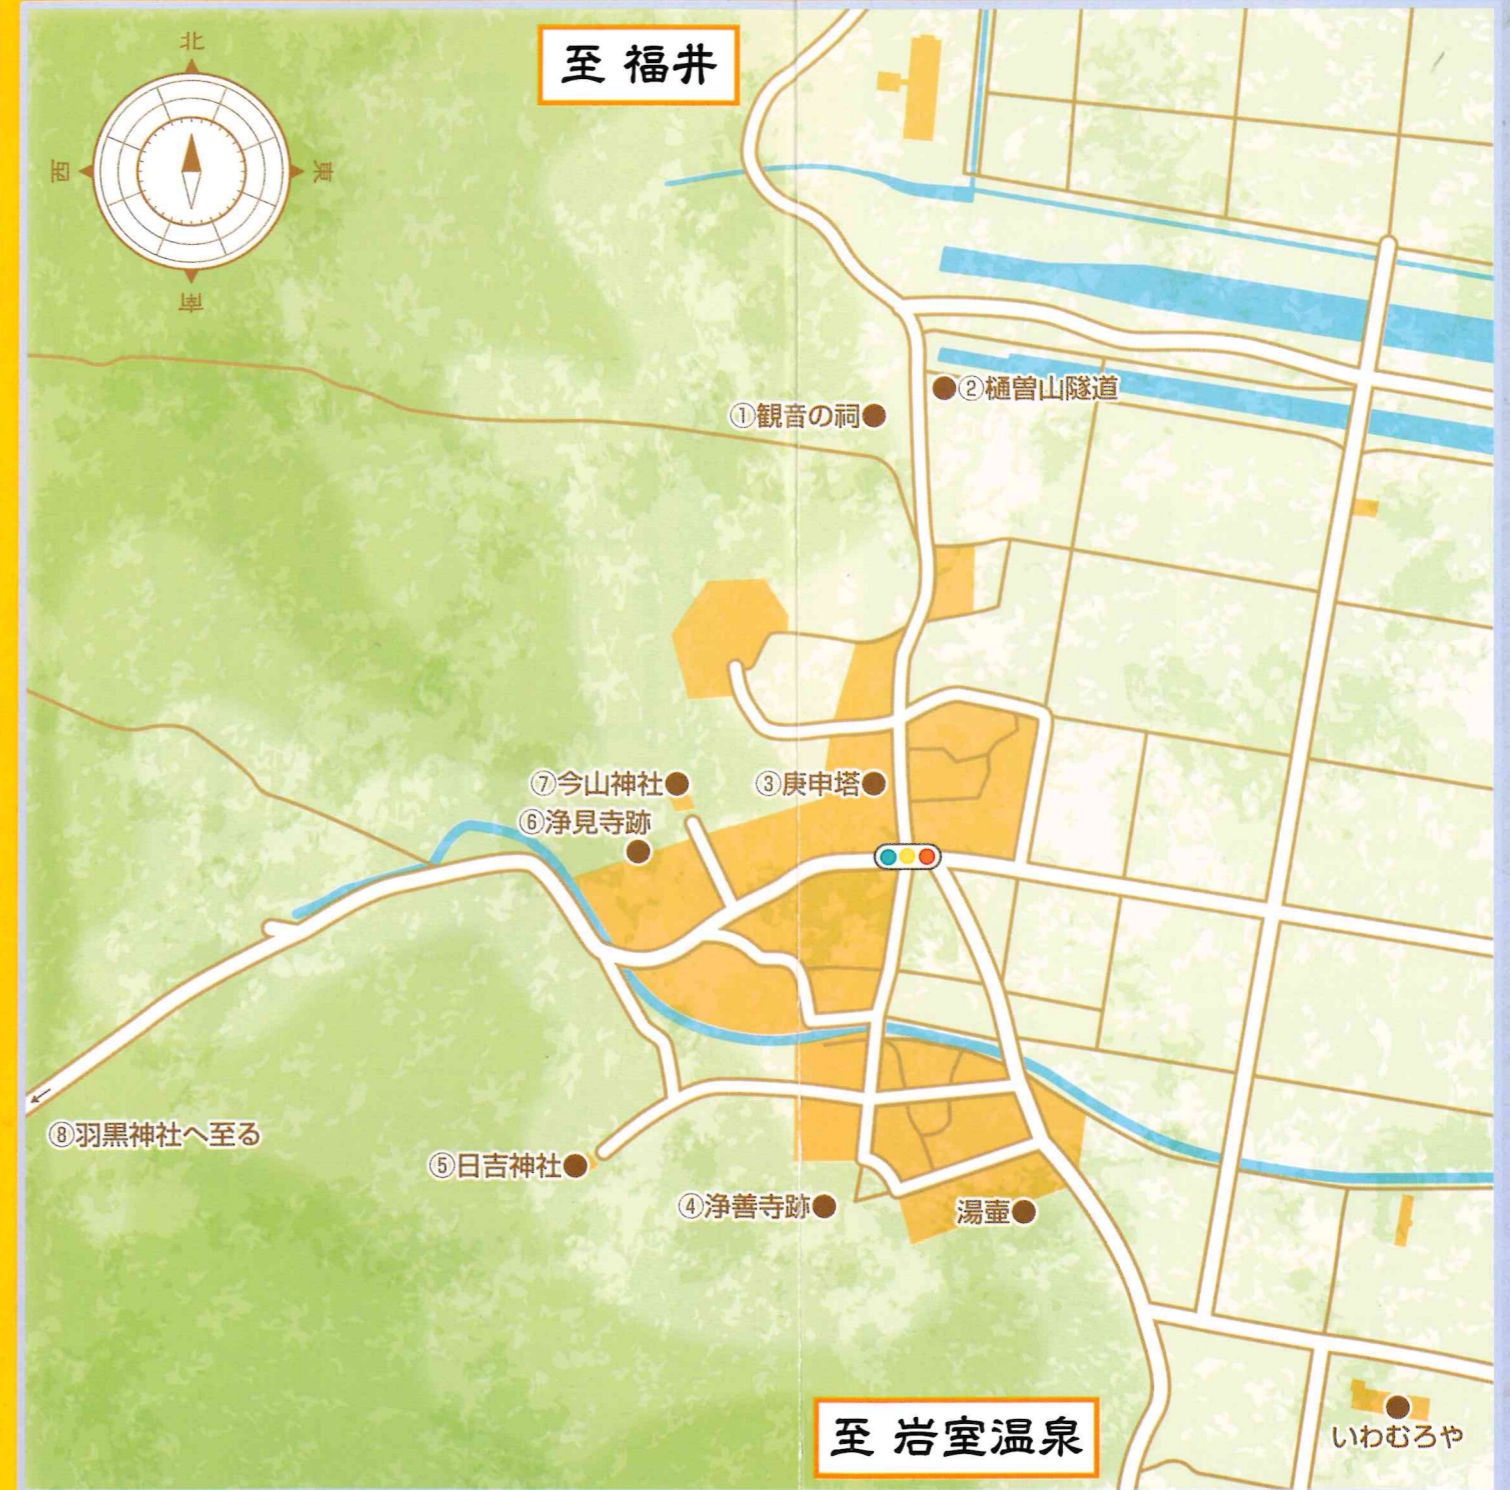 至 福井
北
西
東
南
②樋曽山隧道
①観音の祠
⑦今山神社
③庚申塔
⑥浄見寺跡
⑧羽黒神社へ至る
⑤日吉神社
④浄善寺跡
湯壷
至 岩室温泉
いわむろや